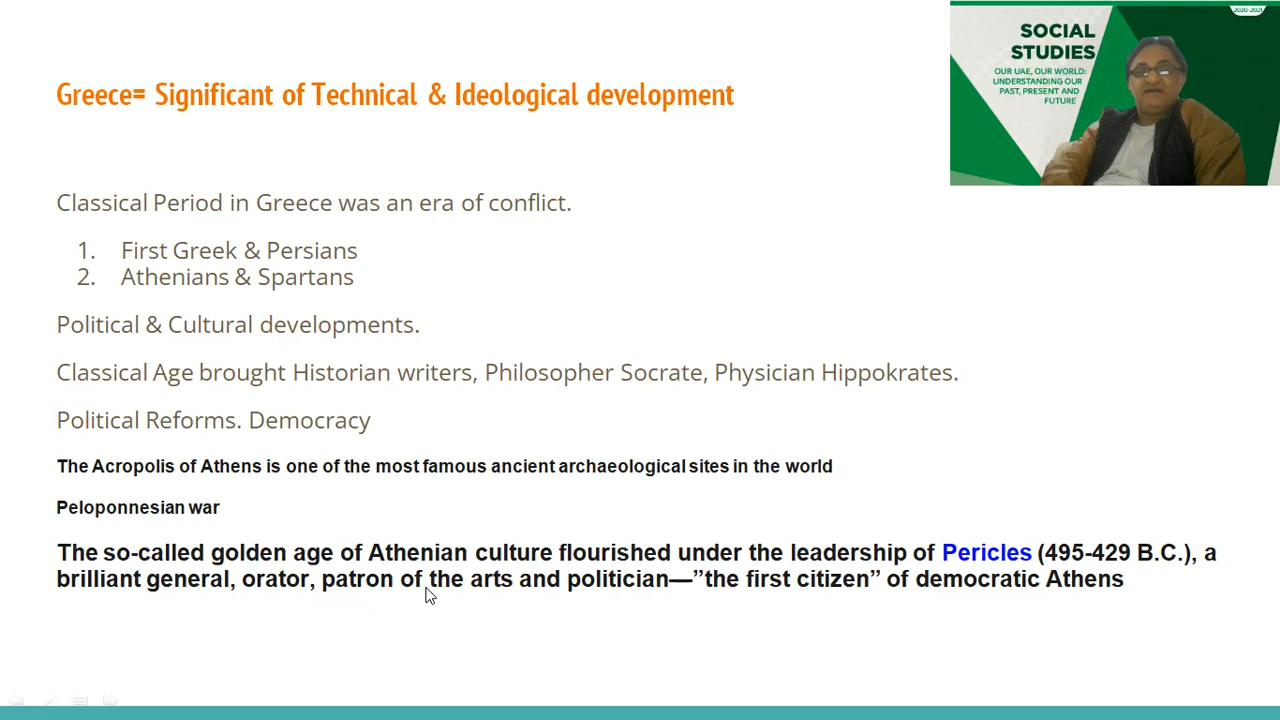 Greece= Significant of Technical & Ideological development
Classical Period in Greece was an era of conflict.
1. First Greek & Persians
2. Athenians & Spartans
Political & Cultural developments.
Classical Age brought Historian writers, Philosopher Socrate, Physician Hippokrates.
Political Reforms. Democracy
The Acropolis of Athens is one of the most famous ancient archaeological sites in the world
Peloponnesian war
The so-called golden age of Athenian culture flourished under the leadership of Pericles (495-429 B.C.), a
brilliant general, orator, patron of the arts and politician—”the first citizen” of democratic Athens
2020-2021
SOCIAL
STUDIES
OUR UAE, OUR WORLD:
UNDERSTANDING OUR
PAST, PRESENT AND
FUTURE